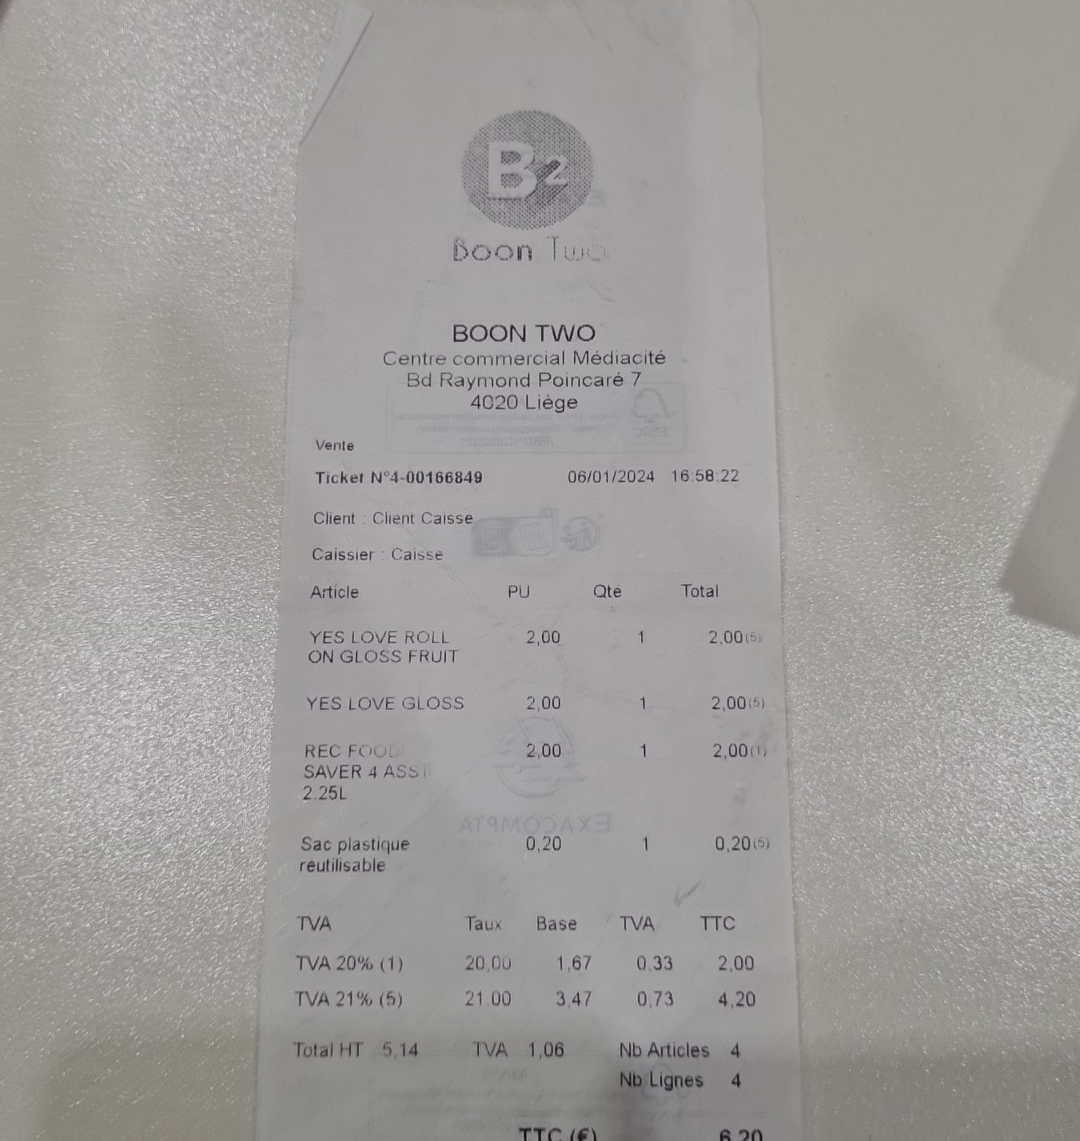 B2
Boon Two
BOON TWO
Centre commercial Médiacité
Bd Raymond Poincaré 7
4020 Liège
Vente
Ticket N°4-00166849 06/01/2024 16:58:22
Client : Client Caisse
Caissier : Caisse
Article PU Qté Total
YES LOVE ROLL 2,00 1 2,00(5)
ON GLOSS FRUIT
YES LOVE GLOSS 2,00 1 2,00(5)
REC FOOD 2,00 1 2,00(1)
SAVER 4 ASST
2.25L
Sac plastique 0,20 1 0,20(5)
réutilisable
TVA Taux Base TVA TTC
TVA 20% (1) 20,00 1,67 0,33 2,00
TVA 21% (5) 21,00 3,47 0,73 4,20
Total HT 5,14 TVA 1,06 Nb Articles 4
Nb Lignes 4
TTC (€) 6,20
EXACOMPTA